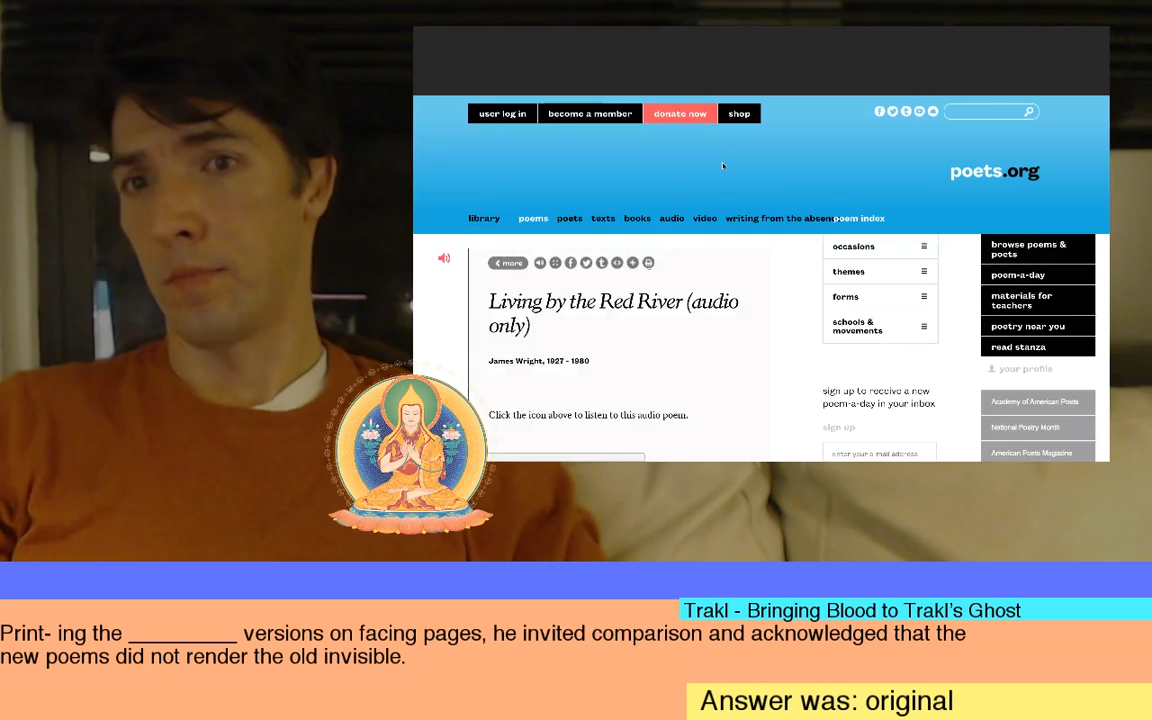 user log in
become a member
donate now
shop
poets.org
library
poems
poets
texts
books
audio
video
writing from the absenc
poem index
more
Living by the Red River (audio
only)
James Wright, 1927 - 1980
Click the icon above to listen to this audio poem.
occasions
themes
forms
schools &
movements
sign up to receive a new
poem-a-day in your inbox
sign up
enter your e-mail address
browse poems &
poets
poem-a-day
materials for
teachers
poetry near you
read stanza
your profile
Academy of American Poets
National Poetry Month
American Poets Magazine
Trakl - Bringing Blood to Trakl's Ghost
Print- ing the _________ versions on facing pages, he invited comparison and acknowledged that the
new poems did not render the old invisible.
Answer was: original